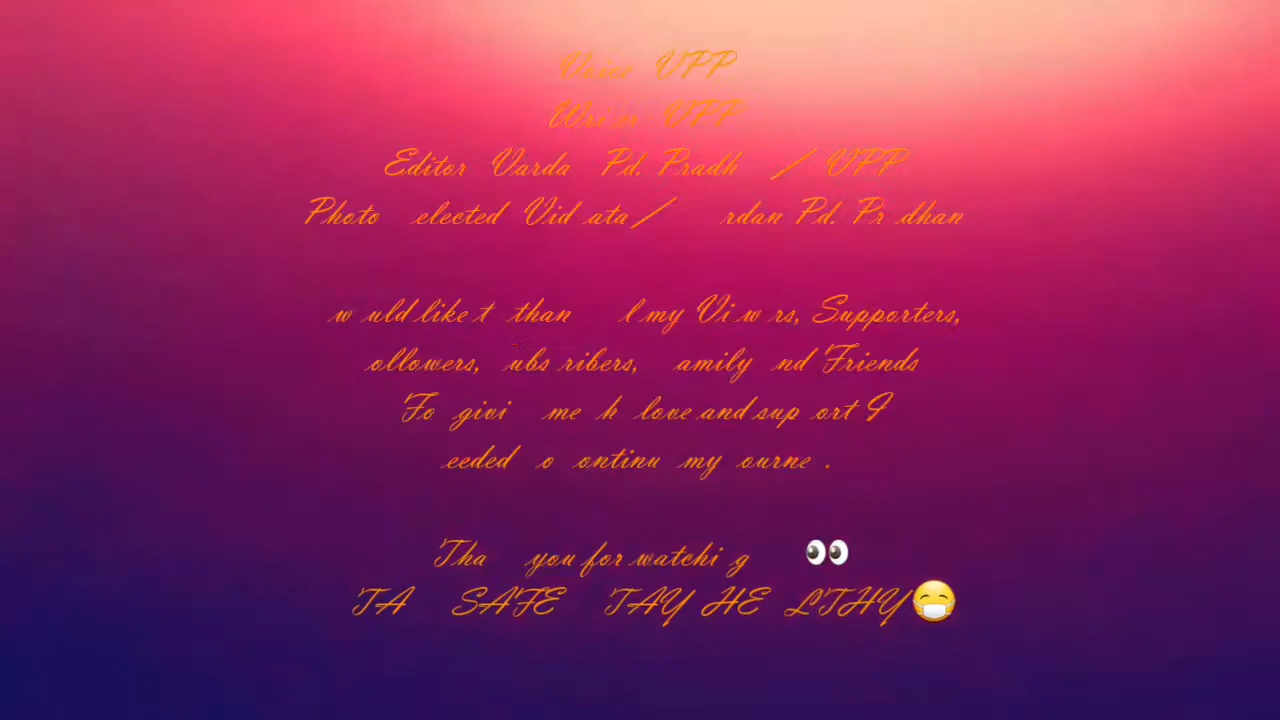 Voice VPP
Wri er VPP
Editor Varda Pd. Pradh / VPP
Photo elected Vid ata/ rdan Pd. Pr dhan
w uld like t than l my Vi w rs, Supporters,
ollowers, ubs ribers, amily nd Friends
Fo givi me h love and sup ort I
eeded o ontinu my ourne .
Tha you for watchi g 👀
TA SAFE TAY HE LTHY😷